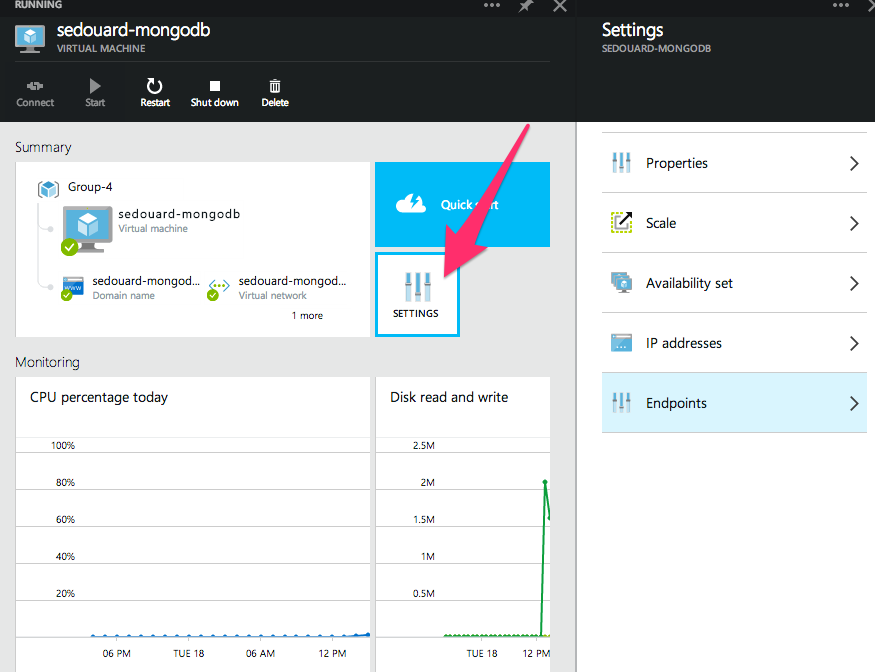 RUNNING
sedouard-mongodb
VIRTUAL MACHINE
Connect
Start
Restart
Shut down
Delete
Summary
Group-4
sedouard-mongodb
Virtual machine
sedouard-mongod...
Domain name
sedouard-mongod...
Virtual network
1 more
Quick
SETTINGS
Monitoring
CPU percentage today
100%
80%
60%
40%
20%
06 PM
TUE 18
06 AM
12 PM
Disk read and write
2.5M
2M
1.5M
1M
0.5M
TUE 18
12 PM
Settings
SEDOUARD-MONGODB
Properties
Scale
Availability set
IP addresses
Endpoints